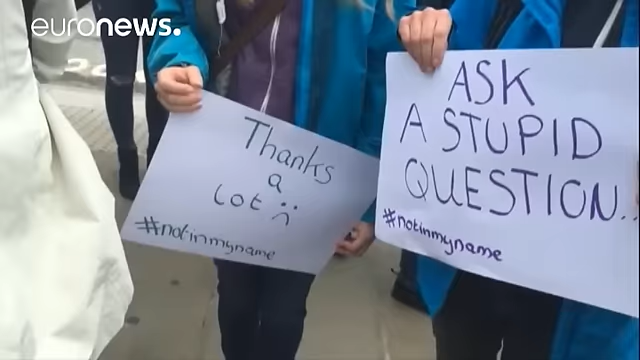 euronews.
Thanks
a
lot :(
#notinmyname
ASK
A STUPID
QUESTION..
#notinmyname